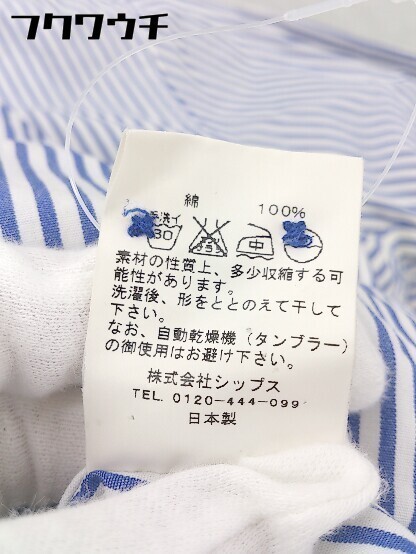 フクワウチ
綿 100%
手洗イ
30
中
素材の性質上、多少収縮する可
能性があります。
洗濯後、形をととのえて干して
下さい。
なお、自動乾燥機（タンブラー）
の御使用はお避け下さい。
株式会社シップス
TEL. 0120-444-099
日本製